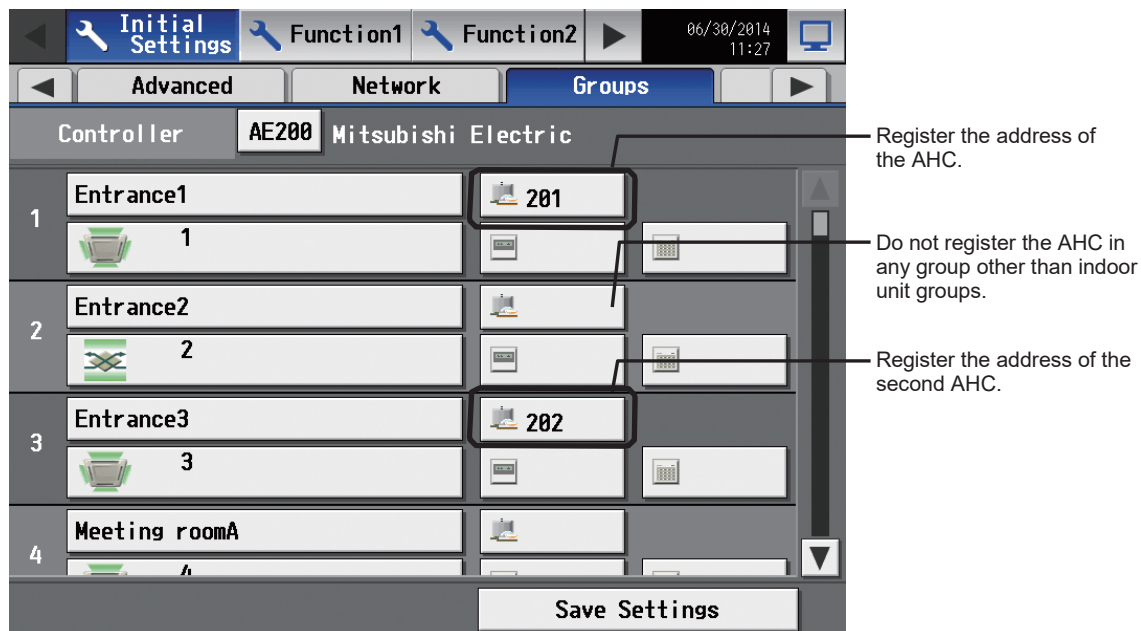 Initial
Settings
Function1
Function2
06/30/2014
11:27
Advanced
Network
Groups
Controller
AE200
Mitsubishi Electric
Register the address of
the AHC.
1
Entrance1
201
1
Do not register the AHC in
any group other than indoor
unit groups.
2
Entrance2
2
Register the address of the
second AHC.
3
Entrance3
202
3
4
Meeting roomA
4
Save Settings